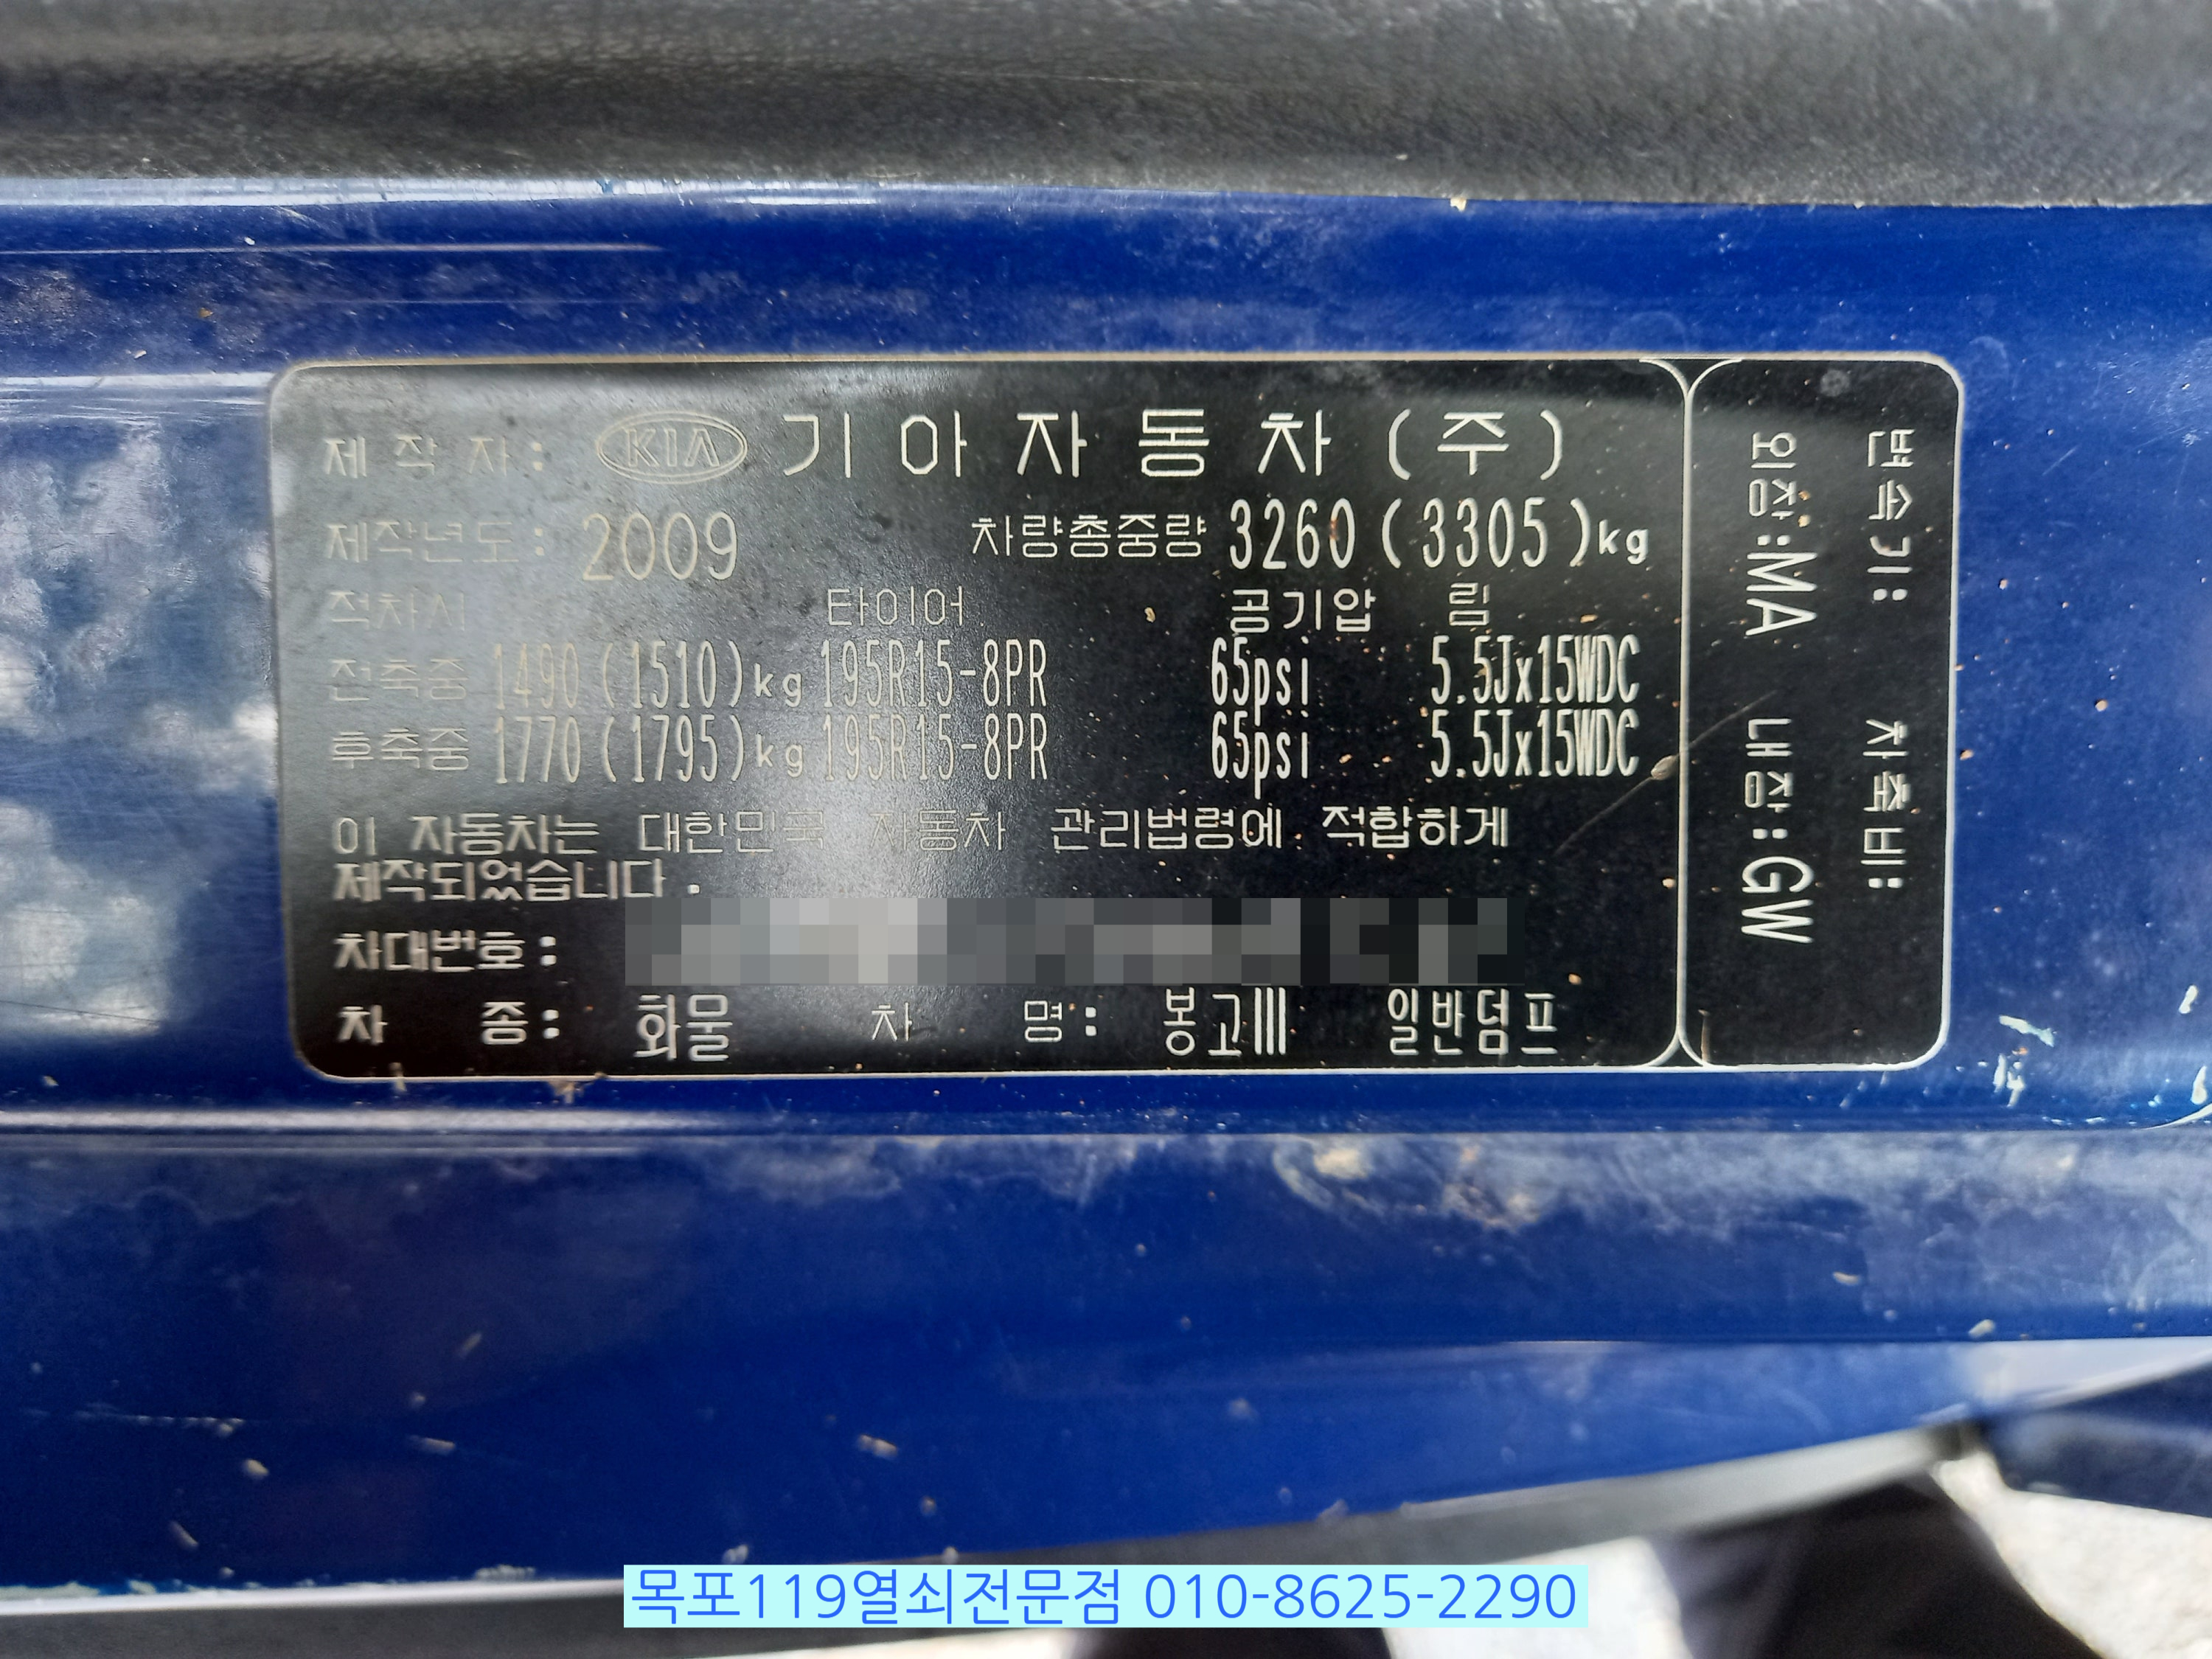 제 작 자: KIA 기 아 자 동 차 (주)
제작년도: 2009 차량총중량 3260 (3305)kg
적차시 타이어 공기압 림
전축중 1490(1510)kg 195R15-8PR 65psi 5.5Jx15WDC
후축중 1770(1795)kg 195R15-8PR 65psi 5.5Jx15WDC
이 자동차는 대한민국 자동차 관리법령에 적합하게
제작되었습니다.
차대번호:
차 종: 화물 차 명: 봉고III 일반덤프
변속기: 차축비:
외장:MA 내장:GW
목포119열쇠전문점 010-8625-2290